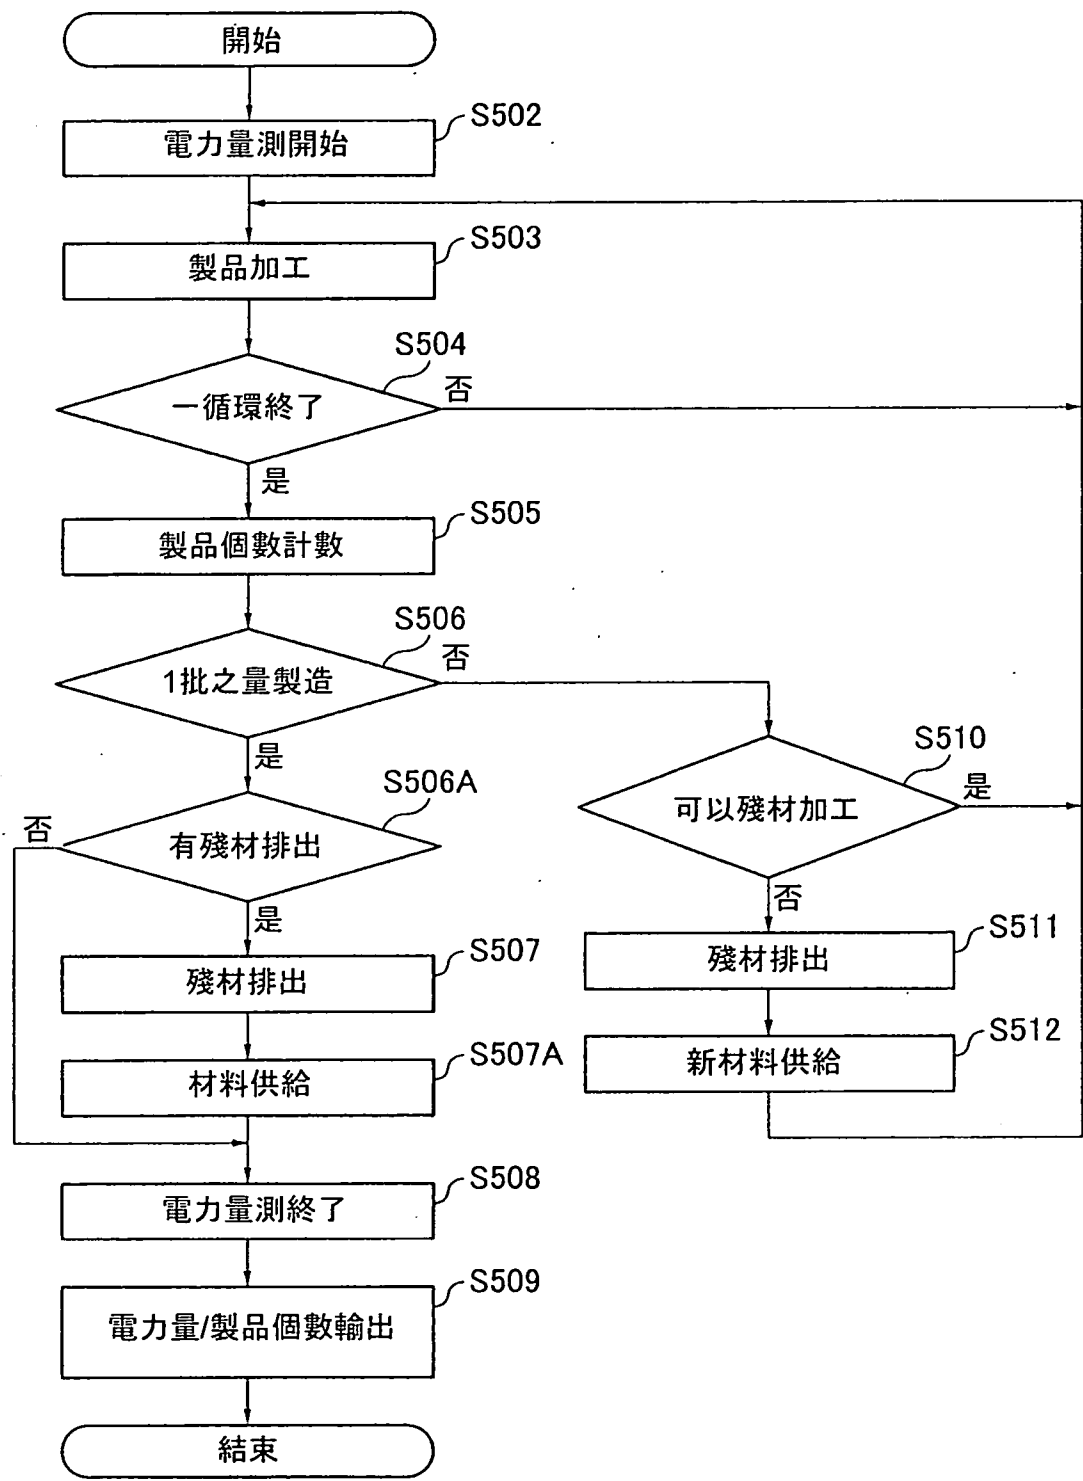 開始
S502
電力量測開始
S503
製品加工
S504
一循環終了
否
是
S505
製品個數計數
S506
1批之量製造
否
是
S510
可以殘材加工
是
否
S506A
有殘材排出
否
是
S507
殘材排出
S511
殘材排出
S507A
材料供給
S512
新材料供給
S508
電力量測終了
S509
電力量/製品個數輸出
結束